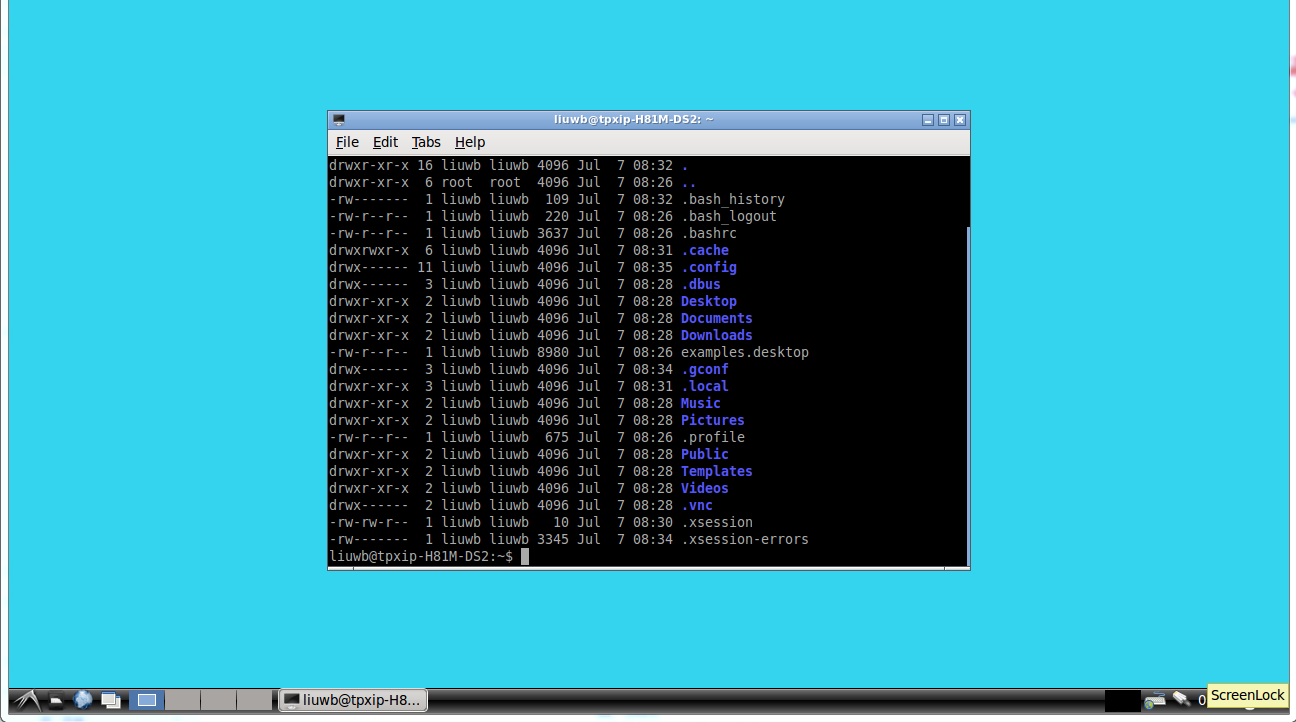 liuwb@tpxip-H81M-DS2: ~
File Edit Tabs Help
drwxr-xr-x 16 liuwb liuwb 4096 Jul  7 08:32 .
drwxr-xr-x  6 root  root  4096 Jul  7 08:26 ..
-rw-------  1 liuwb liuwb  109 Jul  7 08:32 .bash_history
-rw-r--r--  1 liuwb liuwb  220 Jul  7 08:26 .bash_logout
-rw-r--r--  1 liuwb liuwb 3637 Jul  7 08:26 .bashrc
drwxrwxr-x  6 liuwb liuwb 4096 Jul  7 08:31 .cache
drwx------ 11 liuwb liuwb 4096 Jul  7 08:35 .config
drwx------  3 liuwb liuwb 4096 Jul  7 08:28 .dbus
drwxr-xr-x  2 liuwb liuwb 4096 Jul  7 08:28 Desktop
drwxr-xr-x  2 liuwb liuwb 4096 Jul  7 08:28 Documents
drwxr-xr-x  2 liuwb liuwb 4096 Jul  7 08:28 Downloads
-rw-r--r--  1 liuwb liuwb 8980 Jul  7 08:26 examples.desktop
drwx------  3 liuwb liuwb 4096 Jul  7 08:34 .gconf
drwxr-xr-x  3 liuwb liuwb 4096 Jul  7 08:31 .local
drwxr-xr-x  2 liuwb liuwb 4096 Jul  7 08:28 Music
drwxr-xr-x  2 liuwb liuwb 4096 Jul  7 08:28 Pictures
-rw-r--r--  1 liuwb liuwb  675 Jul  7 08:26 .profile
drwxr-xr-x  2 liuwb liuwb 4096 Jul  7 08:28 Public
drwxr-xr-x  2 liuwb liuwb 4096 Jul  7 08:28 Templates
drwxr-xr-x  2 liuwb liuwb 4096 Jul  7 08:28 Videos
drwx------  2 liuwb liuwb 4096 Jul  7 08:28 .vnc
-rw-rw-r--  1 liuwb liuwb   10 Jul  7 08:30 .xsession
-rw-------  1 liuwb liuwb 3345 Jul  7 08:34 .xsession-errors
liuwb@tpxip-H81M-DS2:~$
liuwb@tpxip-H8... 0 ScreenLock